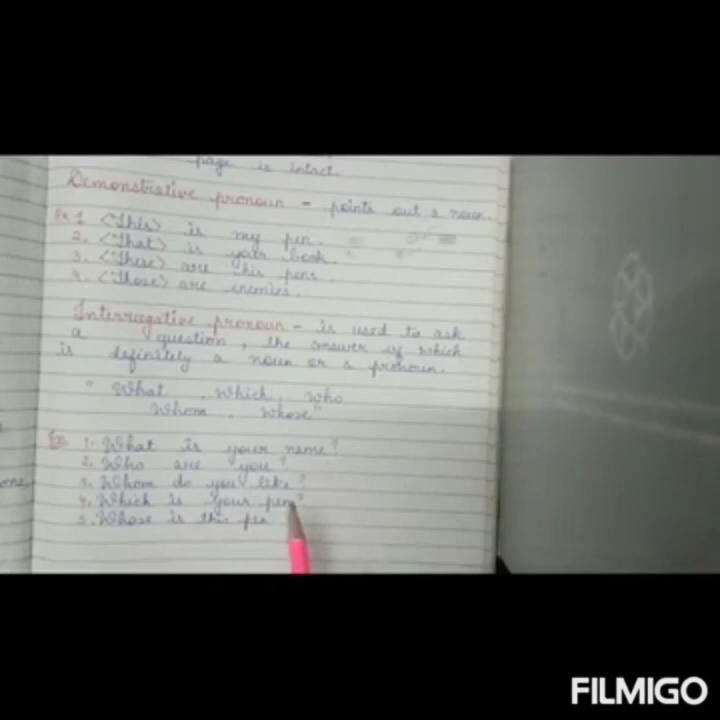 page is intact.
Demonstrative pronoun - points out a noun.
Ex 1. <This> is my pen.
2. <That> is your book.
3. <These> are his pens.
4. <Those> are enemies.
Interrogative pronoun - is used to ask
a question, the answer of which
is definitely a noun or a pronoun.
" What , which , who
Whom , whose"
Ex 1. What is your name?
2. Who are you?
3. Whom do you like?
4. Which is your pen?
5. Whose is this pen
one
FILMIGO